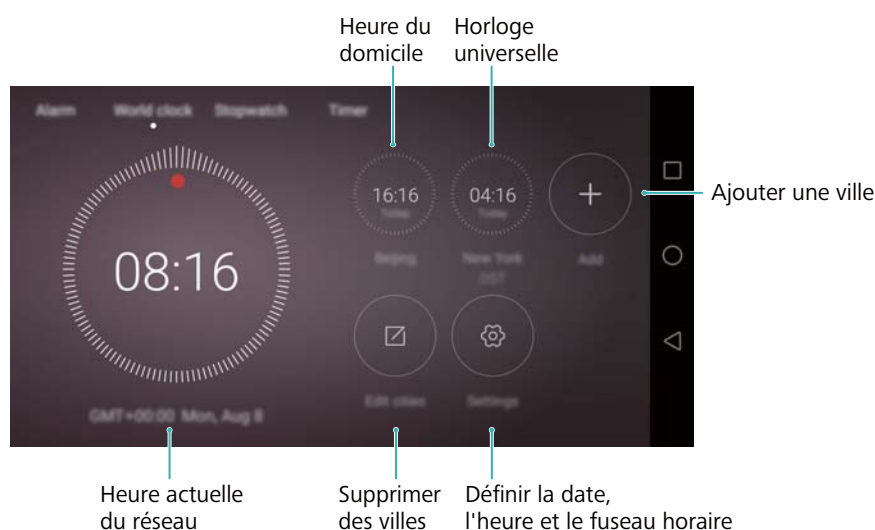 Heure du
domicile
Horloge
universelle
Alarm World clock Stopwatch Timer
16:16
Today
Beijing
04:16
Today
New York
DST
Add
Ajouter une ville
08:16
GMT+00:00 Mon, Aug 8
Edit cities
Settings
Heure actuelle
du réseau
Supprimer
des villes
Définir la date,
l'heure et le fuseau horaire